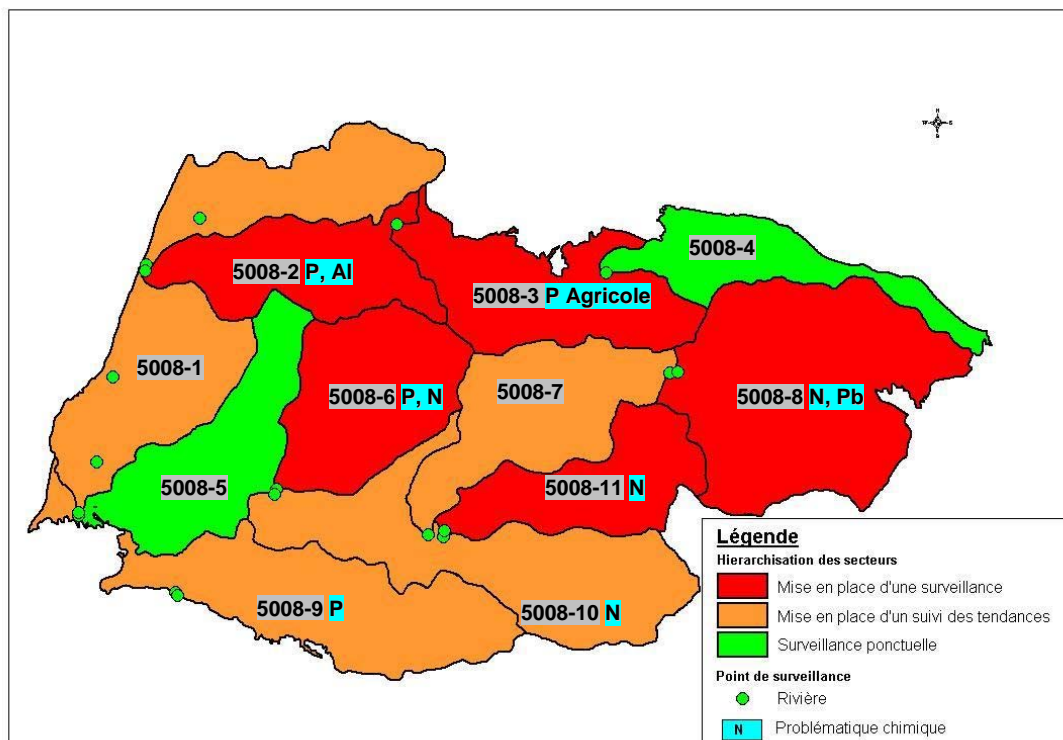 5008-4
5008-2 P, Al
5008-3 P Agricole
5008-1
5008-7
5008-6 P, N
5008-8 N, Pb
5008-5
5008-11 N
5008-9 P
5008-10 N
Légende
Hierarchisation des secteurs
Mise en place d'une surveillance
Mise en place d'un suivi des tendances
Surveillance ponctuelle
Point de surveillance
Rivière
N Problématique chimique